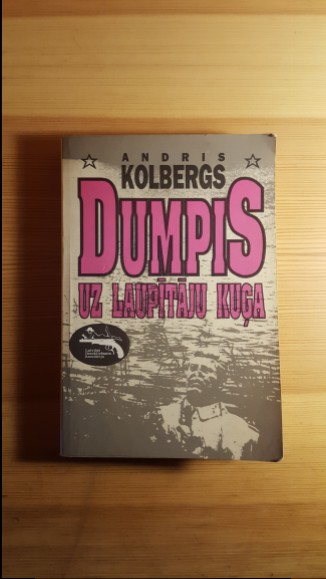 ANDRIS
KOLBERGS
DUMPIS
UZ LAUPĪTĀJU KUĢA